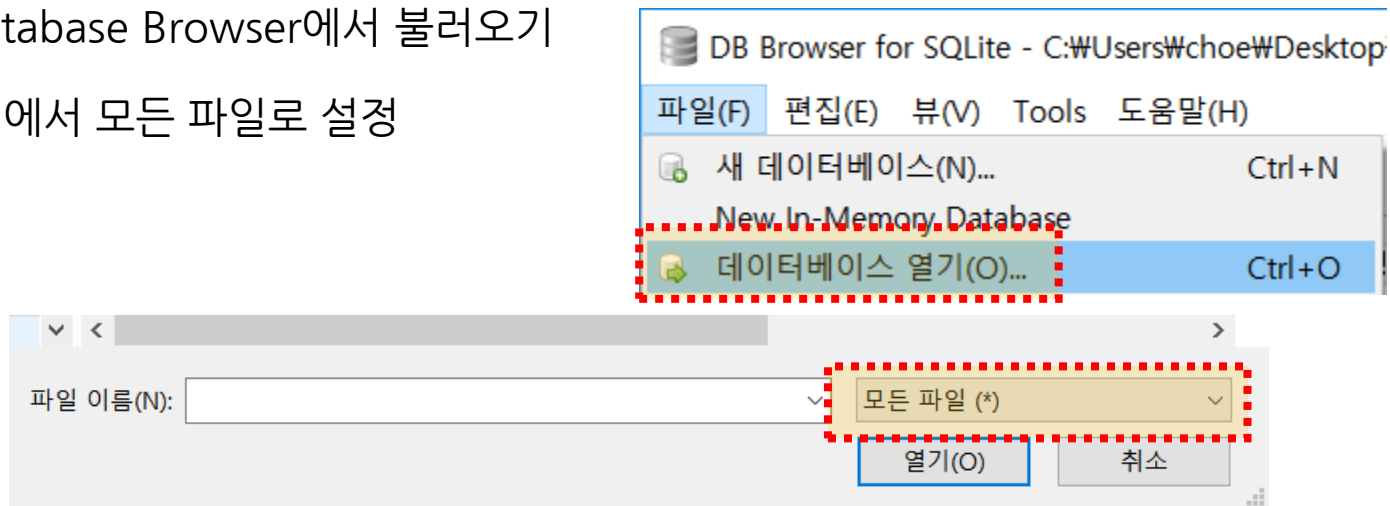 tabase Browser에서 불러오기
에서 모든 파일로 설정
DB Browser for SQLite - C:₩Users₩choe₩Desktop
파일(F) 편집(E) 뷰(V) Tools 도움말(H)
새 데이터베이스(N)... Ctrl+N
New In-Memory Database
데이터베이스 열기(O)... Ctrl+O
파일 이름(N): 모든 파일 (*)
열기(O) 취소